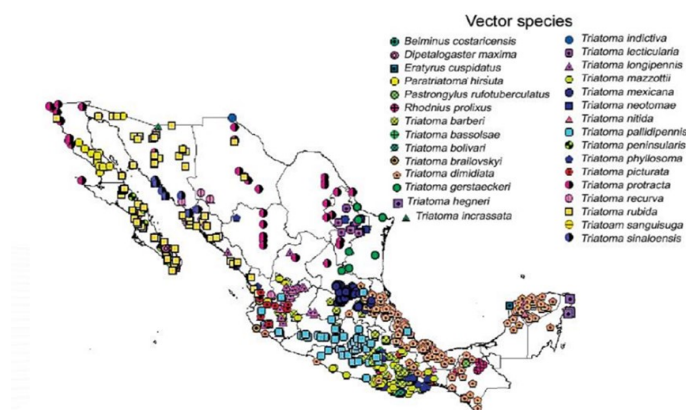 Vector species
Belminus costaricensis
Dipetalogaster maxima
Eratyrus cuspidatus
Paratriatoma hirsuta
Pastrongylus rufotuberculatus
Rhodnius prolixus
Triatoma barberi
Triatoma bassolsae
Triatoma bolivari
Triatoma brailovskyi
Triatoma dimidiata
Triatoma gerstaeckeri
Triatoma hegneri
Triatoma incrassata
Triatoma indictiva
Triatoma lecticularia
Triatoma longipennis
Triatoma mazzottii
Triatoma mexicana
Triatoma neotomae
Triatoma nitida
Triatoma pallidipennis
Triatoma peninsularis
Triatoma phyllosoma
Triatoma picturata
Triatoma protracta
Triatoma recurva
Triatoma rubida
Triatoam sanguisuga
Triatoma sinaloensis